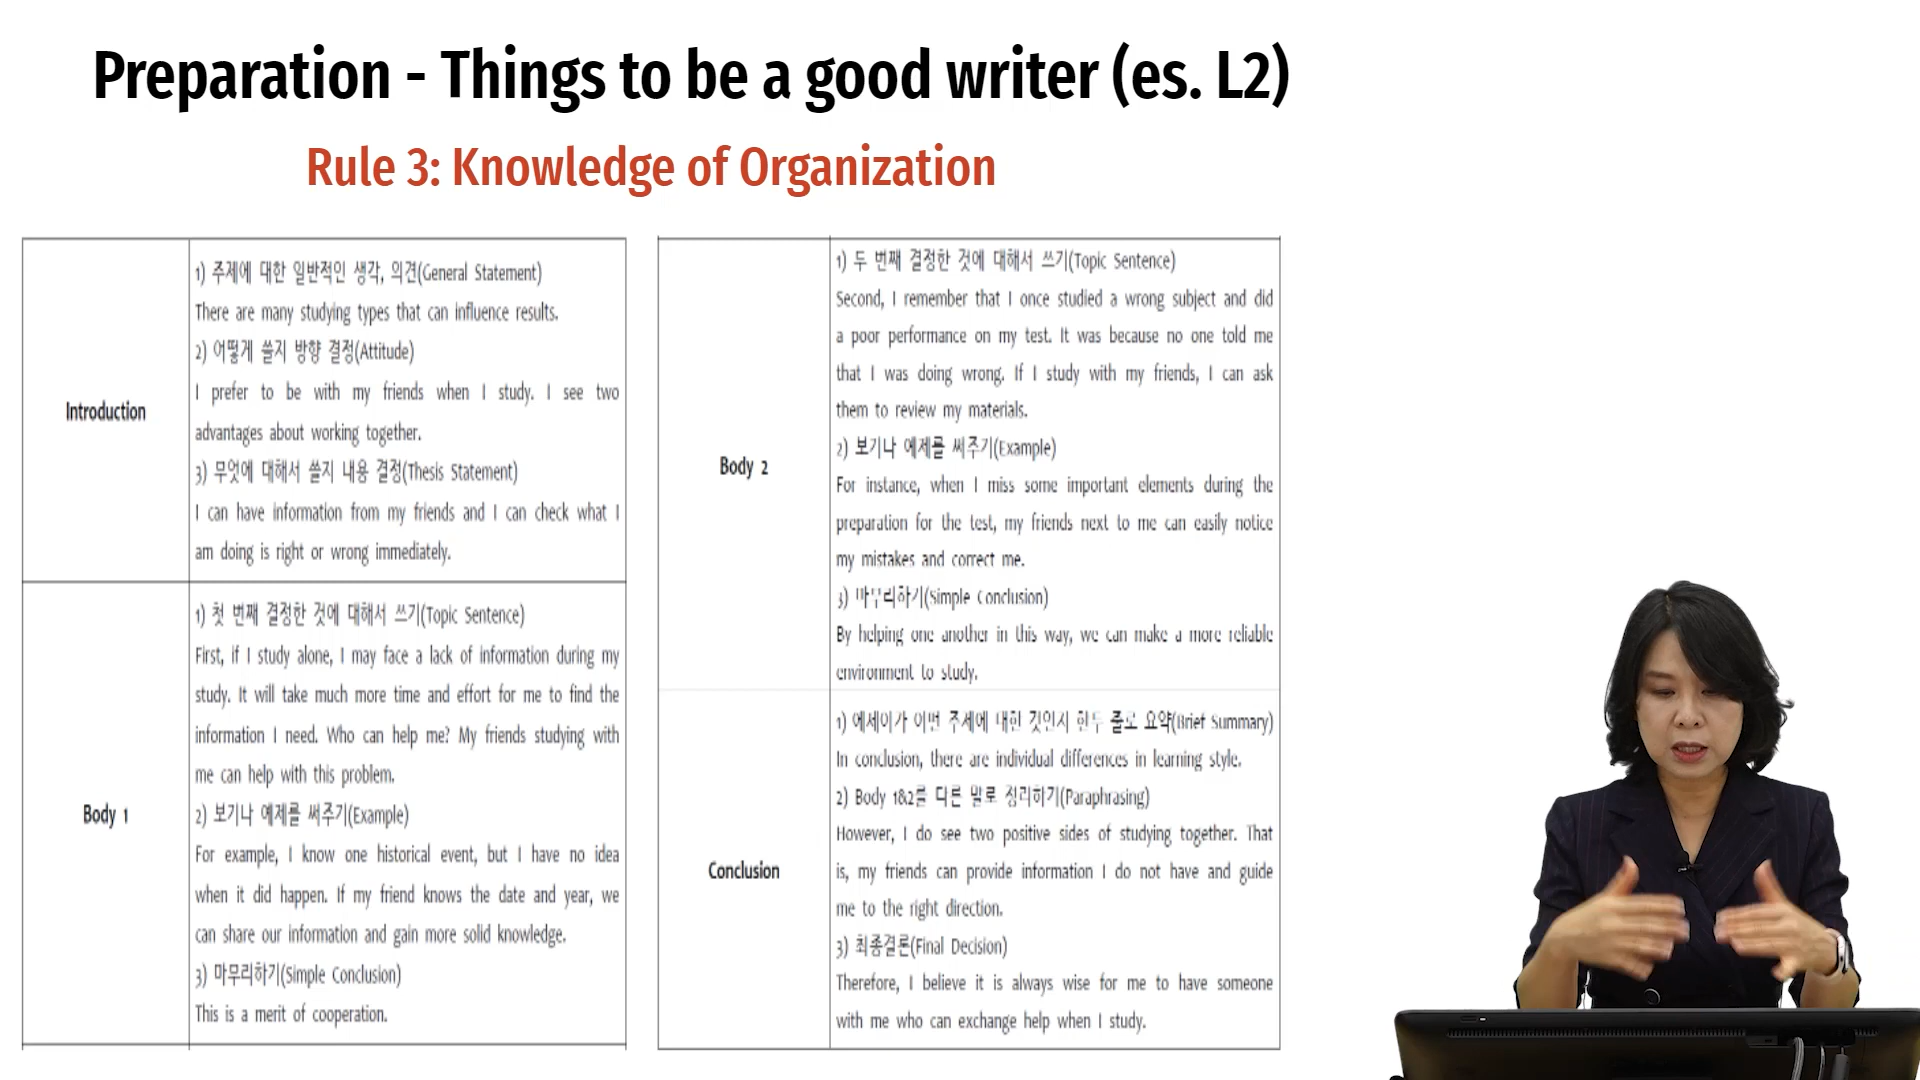 Preparation - Things to be a good writer (es. L2)
Rule 3: Knowledge of Organization
Introduction
1) 주제에 대한 일반적인 생각, 의견(General Statement)
There are many studying types that can influence results.
2) 어떻게 쓸지 방향 결정(Attitude)
I prefer to be with my friends when I study. I see two
advantages about working together.
3) 무엇에 대해서 쓸지 내용 결정(Thesis Statement)
I can have information from my friends and I can check what I
am doing is right or wrong immediately.
Body 1
1) 첫 번째 결정한 것에 대해서 쓰기(Topic Sentence)
First, if I study alone, I may face a lack of information during my
study. It will take much more time and effort for me to find the
information I need. Who can help me? My friends studying with
me can help with this problem.
2) 보기나 예제를 써주기(Example)
For example, I know one historical event, but I have no idea
when it did happen. If my friend knows the date and year, we
can share our information and gain more solid knowledge.
3) 마무리하기(Simple Conclusion)
This is a merit of cooperation.
Body 2
1) 두 번째 결정한 것에 대해서 쓰기(Topic Sentence)
Second, I remember that I once studied a wrong subject and did
a poor performance on my test. It was because no one told me
that I was doing wrong. If I study with my friends, I can ask
them to review my materials.
2) 보기나 예제를 써주기(Example)
For instance, when I miss some important elements during the
preparation for the test, my friends next to me can easily notice
my mistakes and correct me.
3) 마무리하기(Simple Conclusion)
By helping one another in this way, we can make a more reliable
environment to study.
Conclusion
1) 에세이가 이번 주제에 대한 것인지 한두 줄로 요약(Brief Summary)
In conclusion, there are individual differences in learning style.
2) Body 1&2를 다른 말로 정리하기(Paraphrasing)
However, I do see two positive sides of studying together. That
is, my friends can provide information I do not have and guide
me to the right direction.
3) 최종결론(Final Decision)
Therefore, I believe it is always wise for me to have someone
with me who can exchange help when I study.